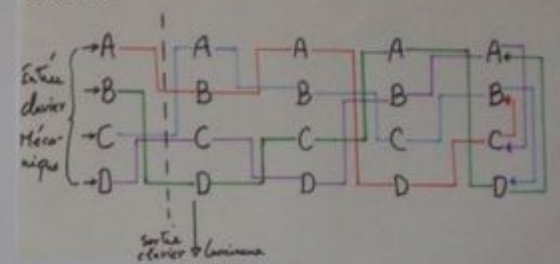 Entrée
clavier
Méca-
nique
A A A A A
B B B B B
C C C C C
D D D D D
sortie
clavier lumineux